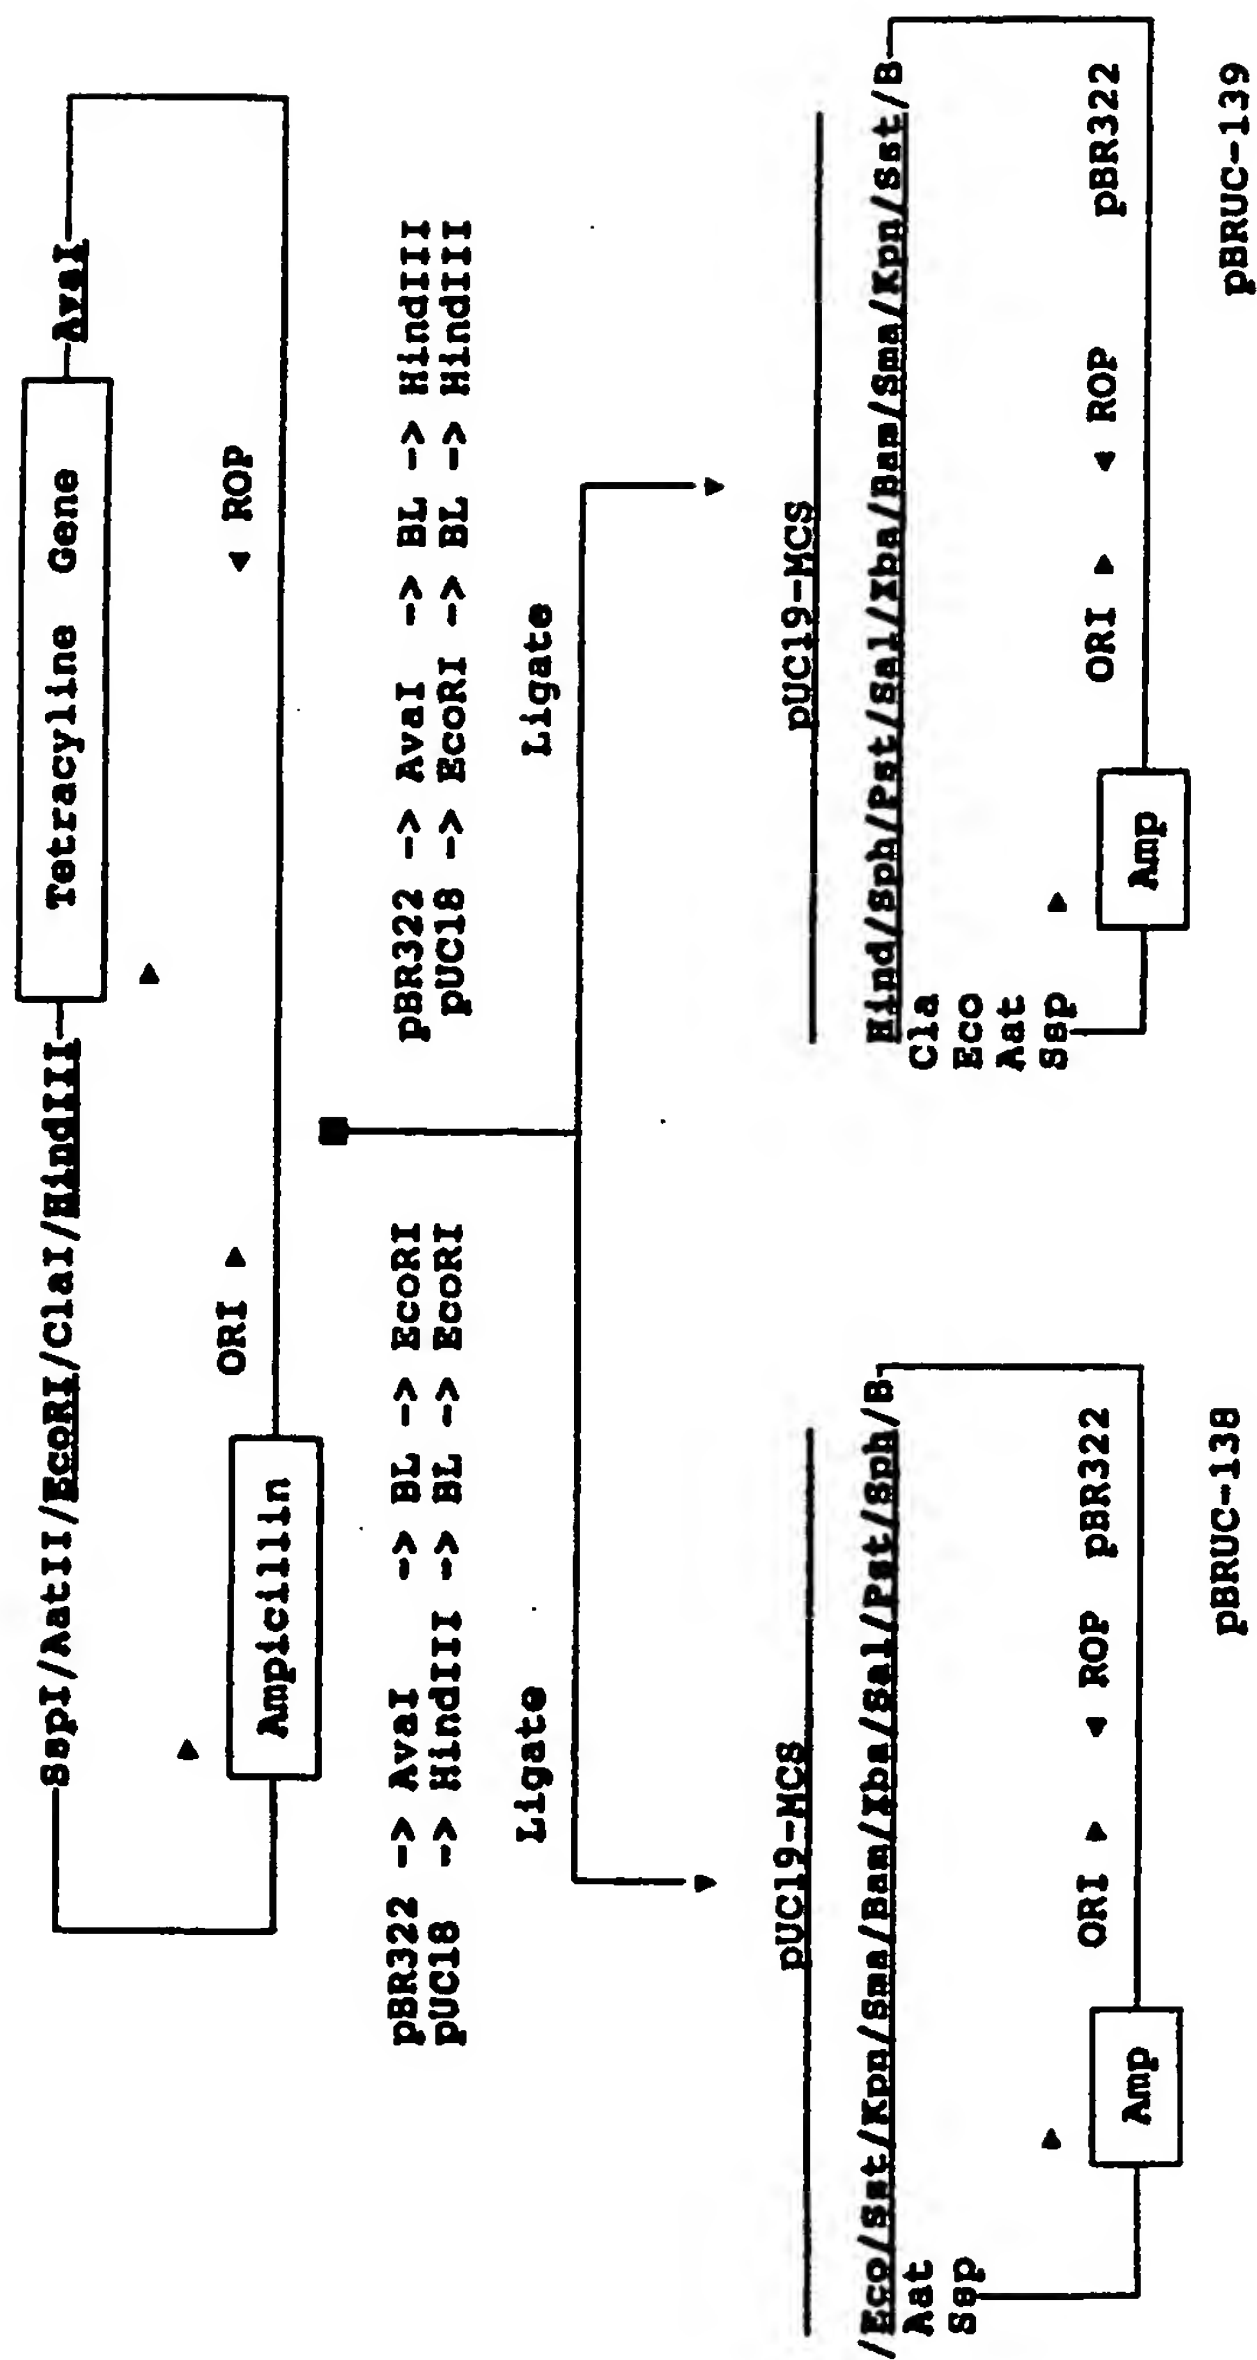 SspI/AatII/EcoRI/ClaI/HindIII
Tetracyline Gene
AvaI
Ampicillin
ORI ►
◄ ROP
pBR322 -> AvaI -> BL -> EcoRI
pUC18 -> HindIII -> BL -> EcoRI
pBR322 -> AvaI -> BL -> HindIII
pUC18 -> EcoRI -> BL -> HindIII
Ligate
Ligate
pUC19-MCS
/Eco/Sst/Kpn/Sma/Bam/Xba/Sal/Pst/Sph/B
Aat
Ssp
Amp
ORI ►
◄ ROP
pBR322
pBRUC-138
pUC19-MCS
Hind/Sph/Pst/Sal/Xba/Bam/Sma/Kpn/Sst/B
Cla
Eco
Aat
Ssp
Amp
ORI ►
◄ ROP
pBR322
pBRUC-139